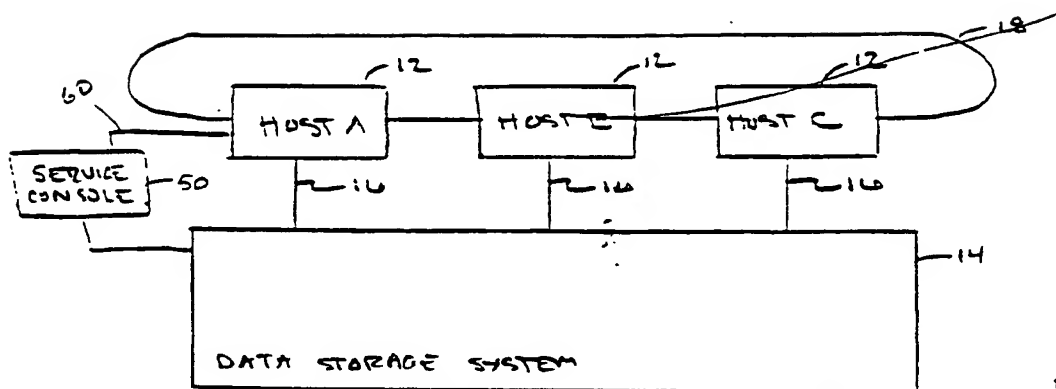 18
12
12
12
60
HOST A
HOST
HOST C
SERVICE
CONSOLE
50
16
16
16
14
DATA STORAGE SYSTEM